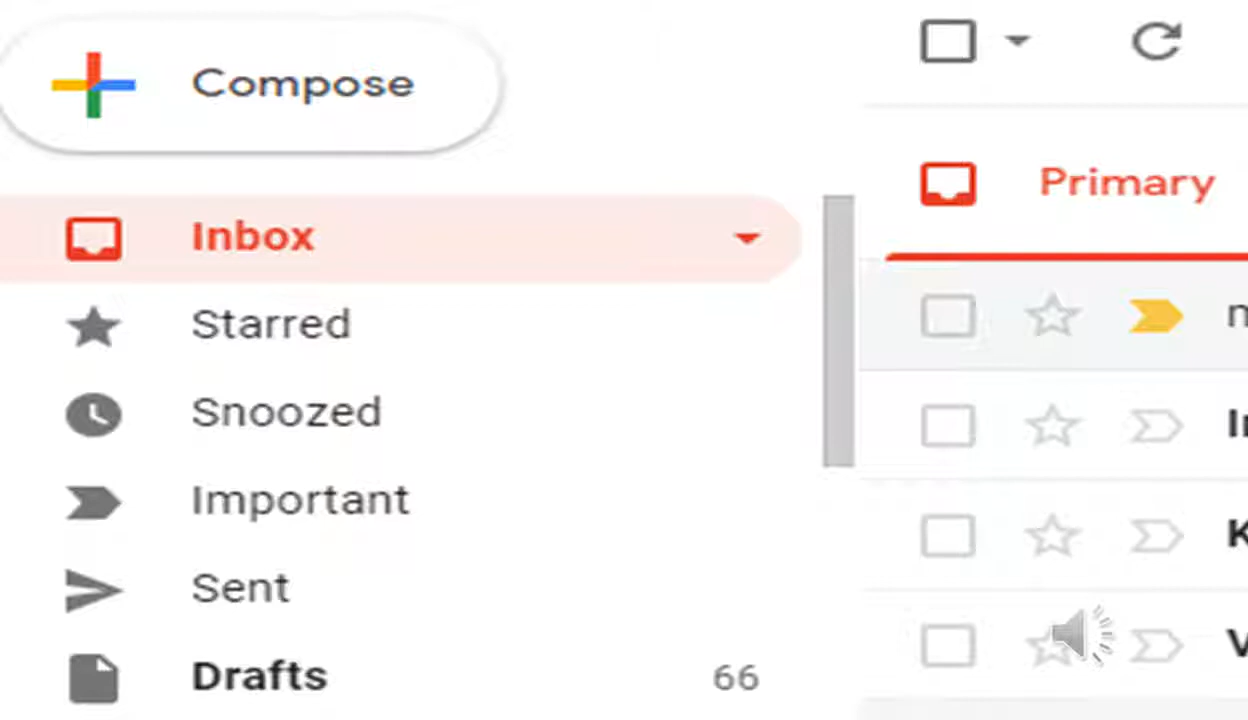 Compose
Primary
Inbox
Starred
Snoozed
Important
Sent
Drafts 66